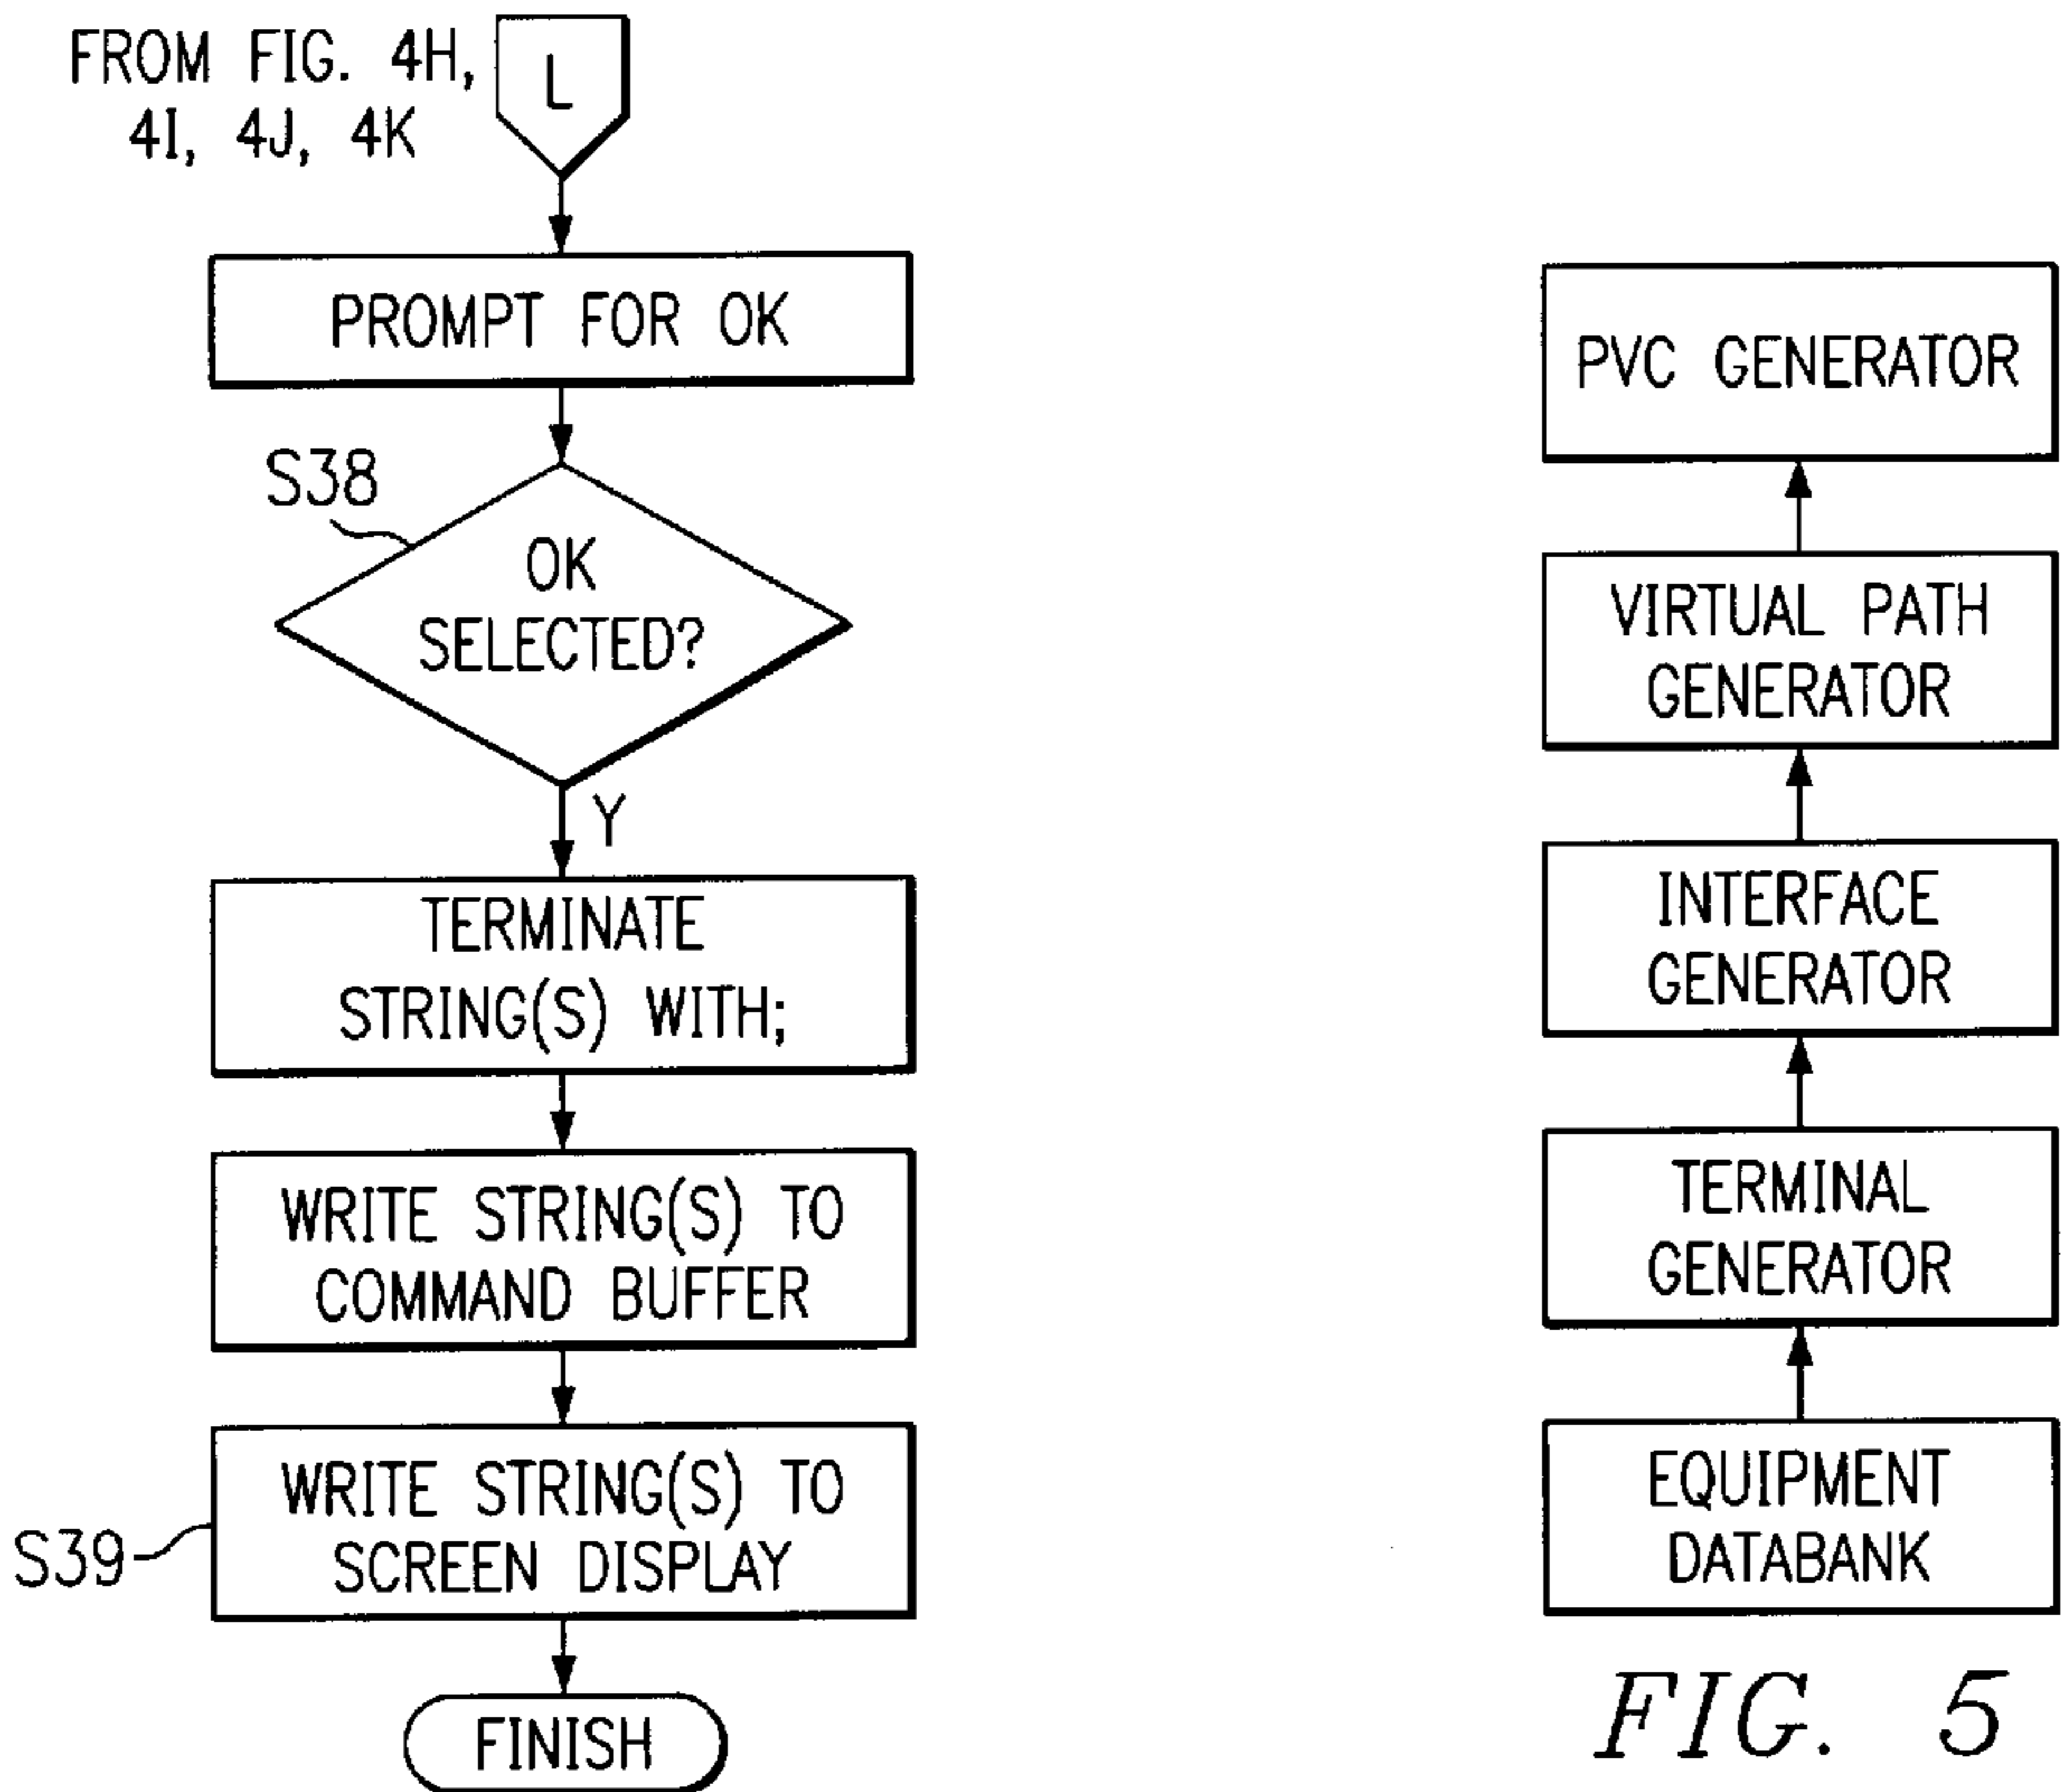 FROM FIG. 4H,
4I, 4J, 4K
L
PROMPT FOR OK
S38
OK
SELECTED?
Y
TERMINATE
STRING(S) WITH;
WRITE STRING(S) TO
COMMAND BUFFER
WRITE STRING(S) TO
SCREEN DISPLAY
S39
FINISH
PVC GENERATOR
VIRTUAL PATH
GENERATOR
INTERFACE
GENERATOR
TERMINAL
GENERATOR
EQUIPMENT
DATABANK
FIG. 5